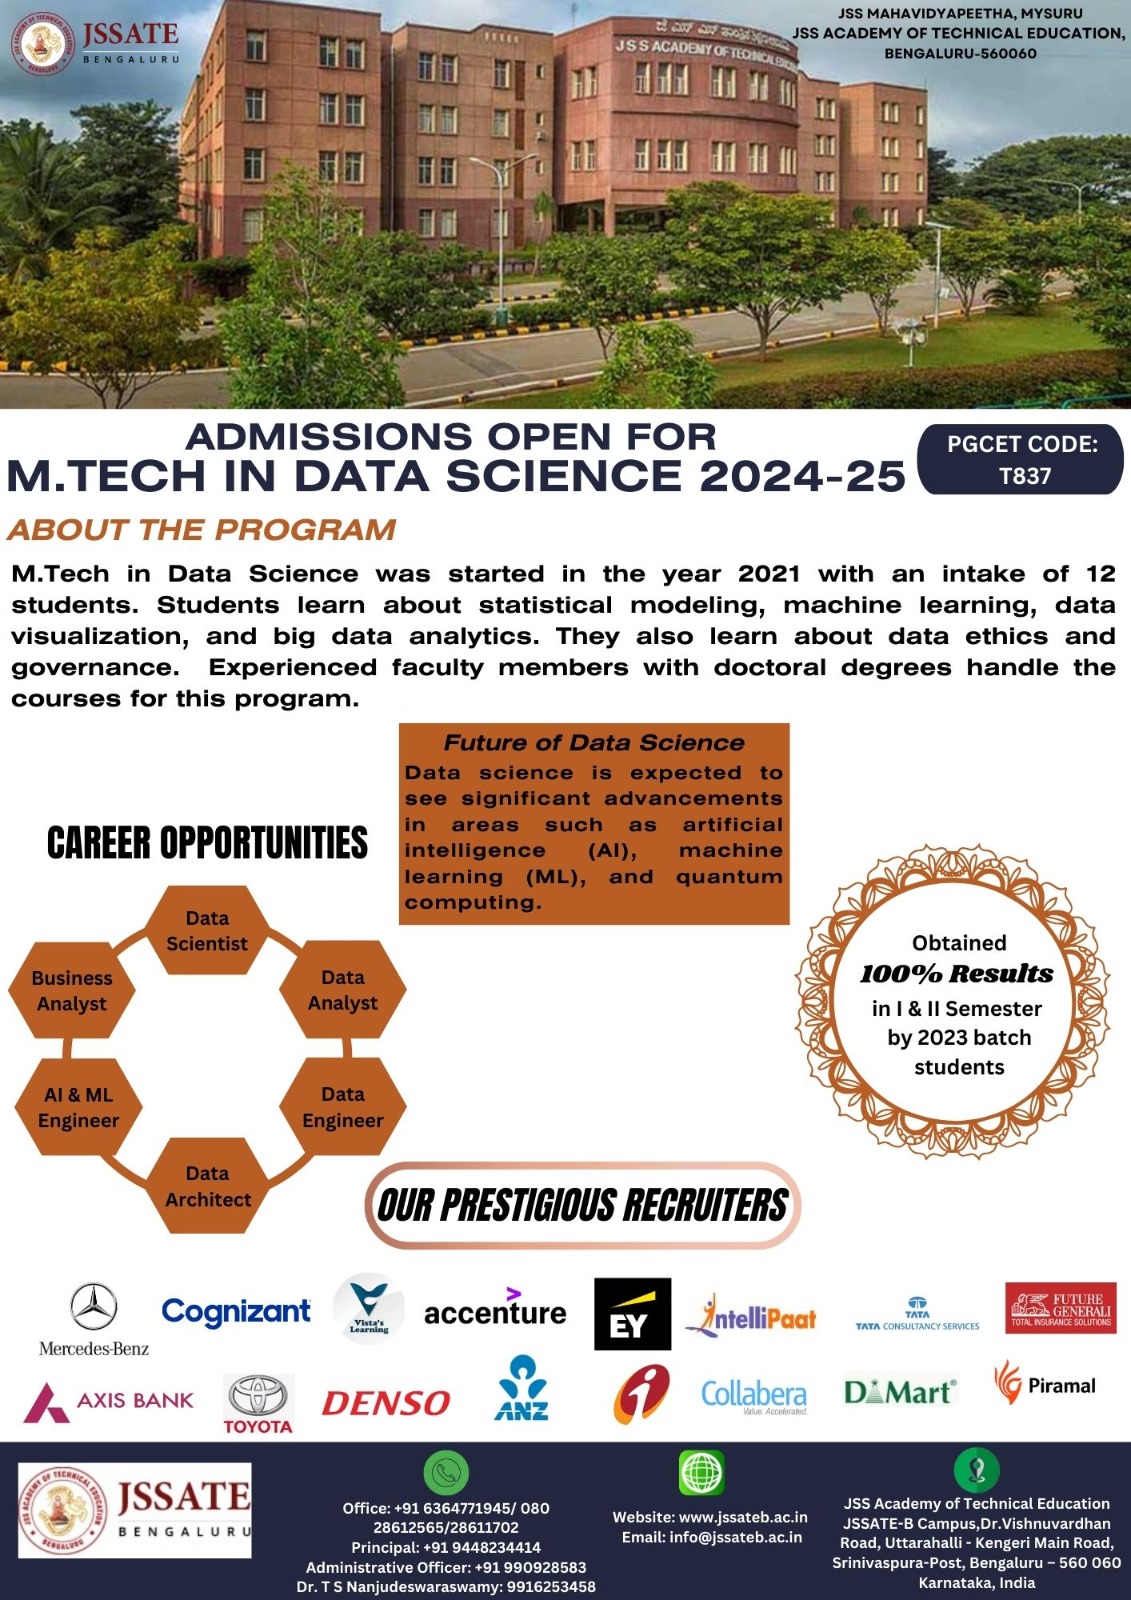 JSSATE
BENGALURU
JSS ACADEMY OF TECHNICAL EDUCATION
BENGALURU
JSS MAHAVIDYAPEETHA, MYSURU
JSS ACADEMY OF TECHNICAL EDUCATION,
BENGALURU-560060
ADMISSIONS OPEN FOR
M.TECH IN DATA SCIENCE 2024-25
PGCET CODE:
T837
ABOUT THE PROGRAM
M.Tech in Data Science was started in the year 2021 with an intake of 12
students. Students learn about statistical modeling, machine learning, data
visualization, and big data analytics. They also learn about data ethics and
governance. Experienced faculty members with doctoral degrees handle the
courses for this program.
Future of Data Science
Data science is expected to
see significant advancements
in areas such as artificial
intelligence (AI), machine
learning (ML), and quantum
computing.
CAREER OPPORTUNITIES
Data
Scientist
Business
Analyst
Data
Analyst
AI & ML
Engineer
Data
Engineer
Data
Architect
Obtained
100% Results
in I & II Semester
by 2023 batch
students
OUR PRESTIGIOUS RECRUITERS
Mercedes-Benz
Cognizant
Vista's
Learning
accenture
EY
IntelliPaat
TATA
TATA CONSULTANCY SERVICES
FUTURE
GENERALI
TOTAL INSURANCE SOLUTIONS
AXIS BANK
TOYOTA
DENSO
ANZ
Collabera
Value. Accelerated.
DMart
Piramal
JSS ACADEMY OF TECHNICAL EDUCATION
BENGALURU
JSSATE
BENGALURU
Office: +91 6364771945/ 080
28612565/28611702
Principal: +91 9448234414
Administrative Officer: +91 990928583
Dr. T S Nanjudeswaraswamy: 9916253458
Website: www.jssateb.ac.in
Email: info@jssateb.ac.in
JSS Academy of Technical Education
JSSATE-B Campus,Dr.Vishnuvardhan
Road, Uttarahalli - Kengeri Main Road,
Srinivaspura-Post, Bengaluru – 560 060
Karnataka, India